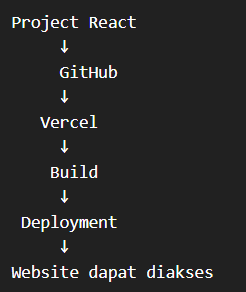 Project React
↓
GitHub
↓
Vercel
↓
Build
↓
Deployment
↓
Website dapat diakses